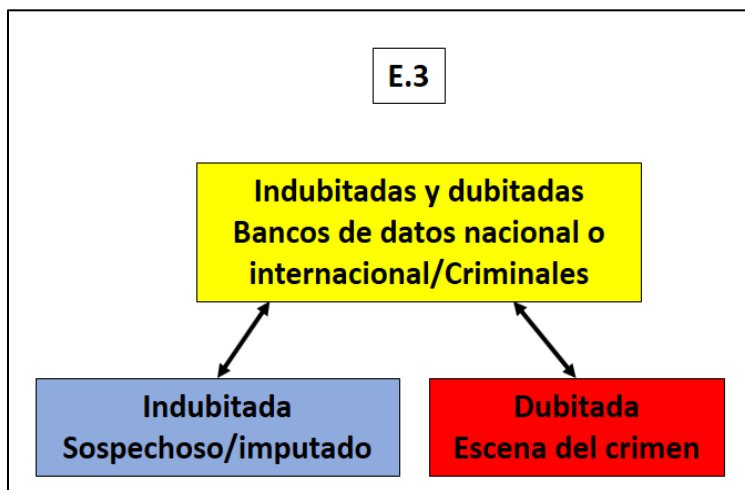 E.3
Indubitadas y dubitadas
Bancos de datos nacional o
internacional/Criminales
Indubitada
Sospechoso/imputado
Dubitada
Escena del crimen